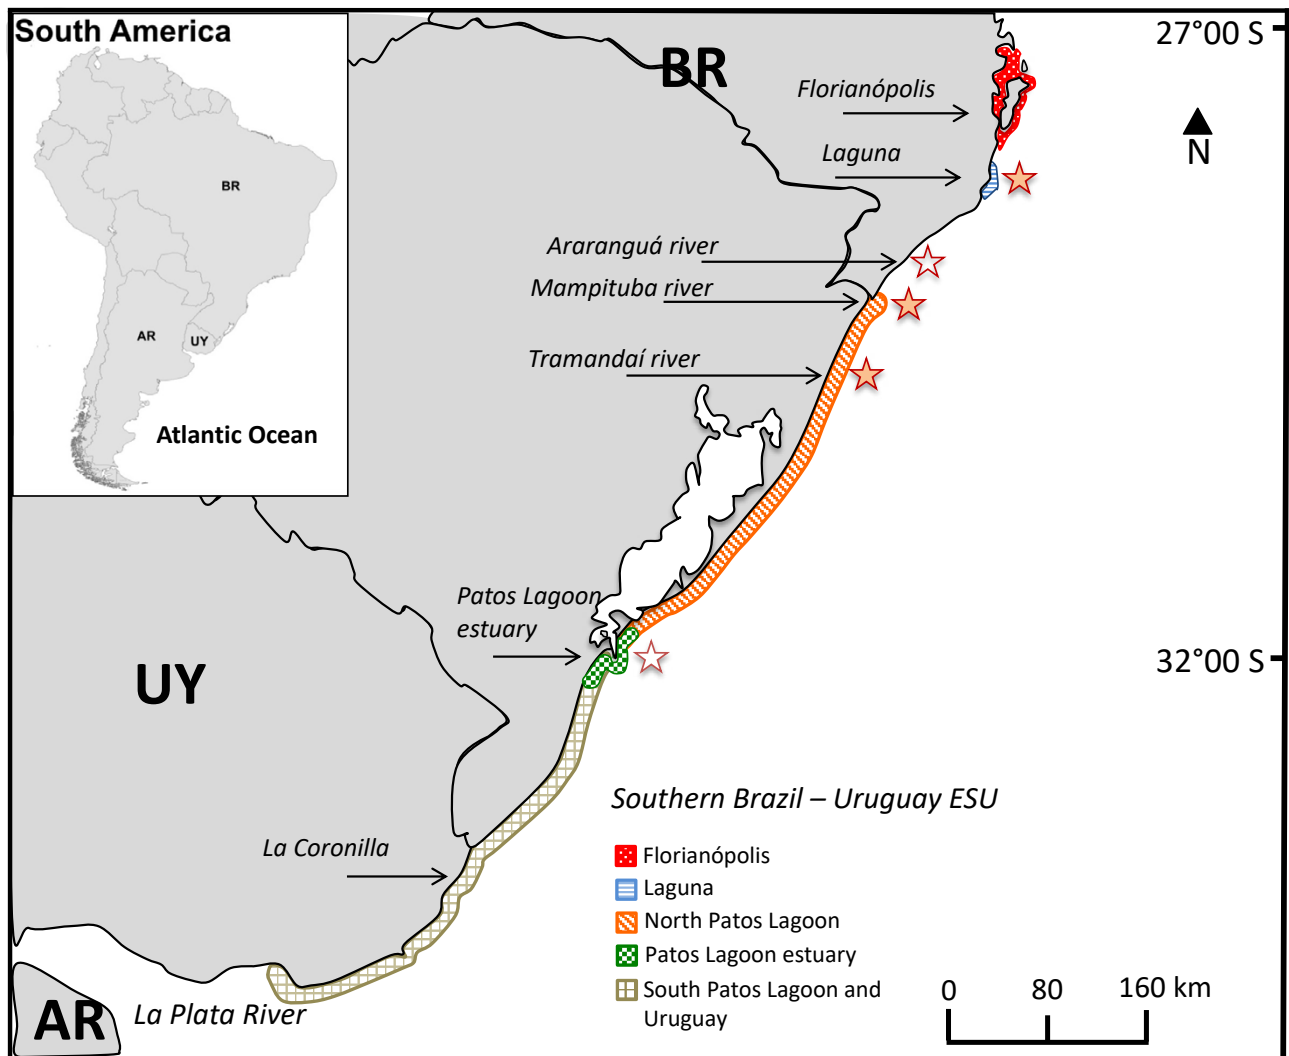 South America
BR
AR
UY
Atlantic Ocean
BR
27°00 S
N
Florianópolis
Laguna
Araranguá river
Mampituba river
Tramandaí river
Patos Lagoon
estuary
32°00 S
UY
La Coronilla
AR
La Plata River
Southern Brazil – Uruguay ESU
Florianópolis
Laguna
North Patos Lagoon
Patos Lagoon estuary
South Patos Lagoon and
Uruguay
0 80 160 km